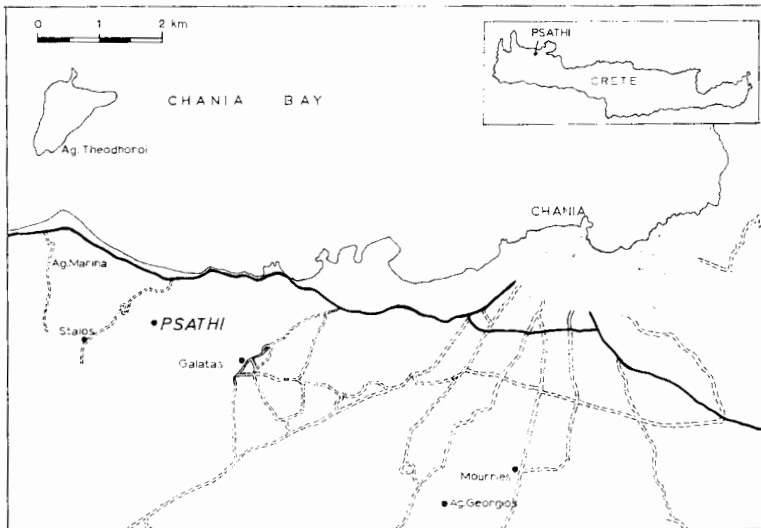 0 1 2 km
PSATHI
CRETE
CHANIA BAY
Ag. Theodhoroi
CHANIA
Ag. Marina
PSATHI
Stalos
Galatas
Mournies
Ag. Georgios